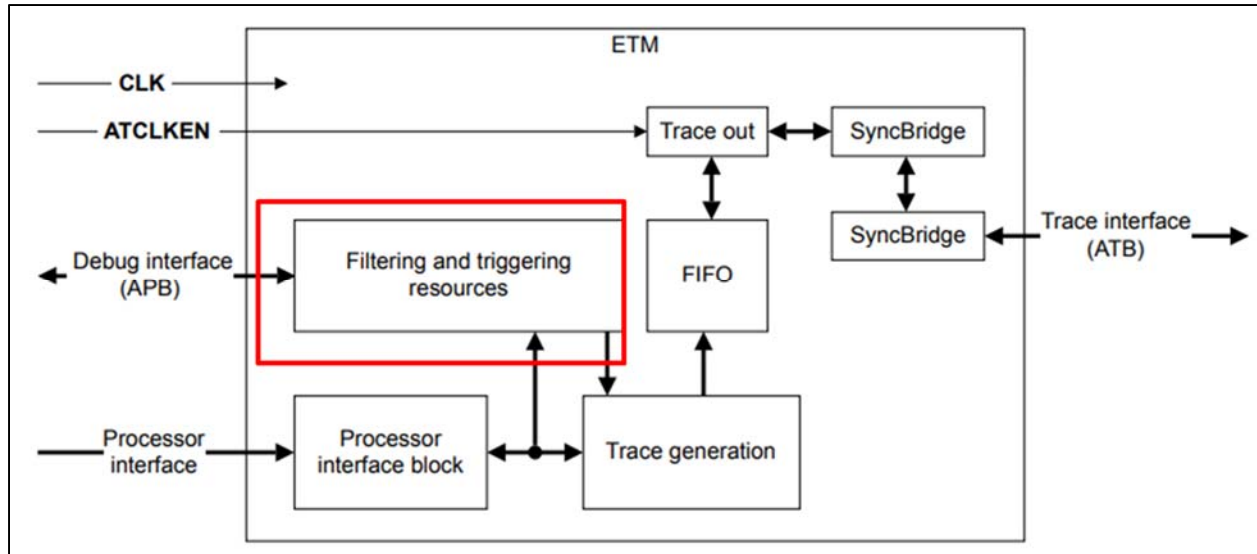 ETM
CLK
ATCLKEN
Trace out
SyncBridge
Debug interface
(APB)
Filtering and triggering
resources
FIFO
SyncBridge
Trace interface
(ATB)
Processor
interface
Processor
interface block
Trace generation